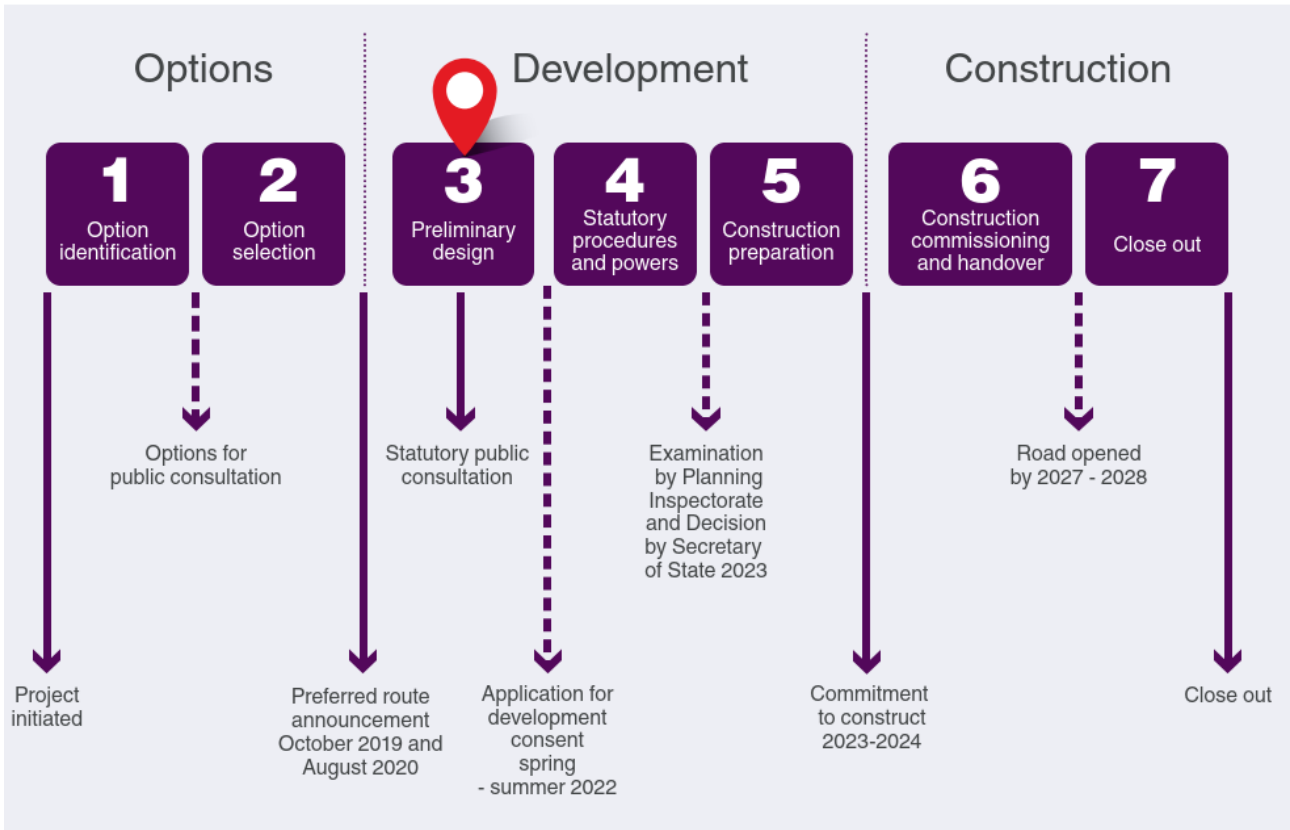 Options
Development
Construction
1
Option
identification
2
Option
selection
3
Preliminary
design
4
Statutory
procedures
and powers
5
Construction
preparation
6
Construction
commissioning
and handover
7
Close out
Options for
public consultation
Statutory public
consultation
Examination
by Planning
Inspectorate
and Decision
by Secretary
of State 2023
Road opened
by 2027 - 2028
Project
initiated
Preferred route
announcement
October 2019 and
August 2020
Application for
development
consent
spring
- summer 2022
Commitment
to construct
2023-2024
Close out